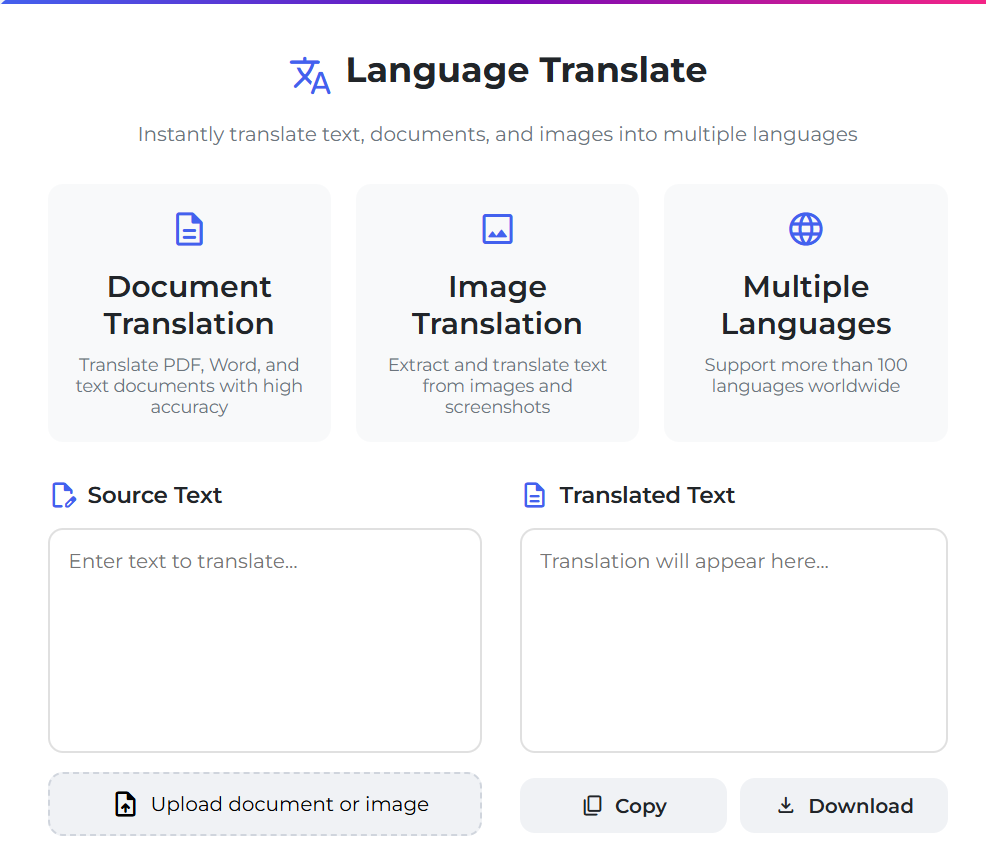 Language Translate
Instantly translate text, documents, and images into multiple languages
Document
Translation
Translate PDF, Word, and
text documents with high
accuracy
Image
Translation
Extract and translate text
from images and
screenshots
Multiple
Languages
Support more than 100
languages worldwide
Source Text
Enter text to translate...
Upload document or image
Translated Text
Translation will appear here...
Copy
Download